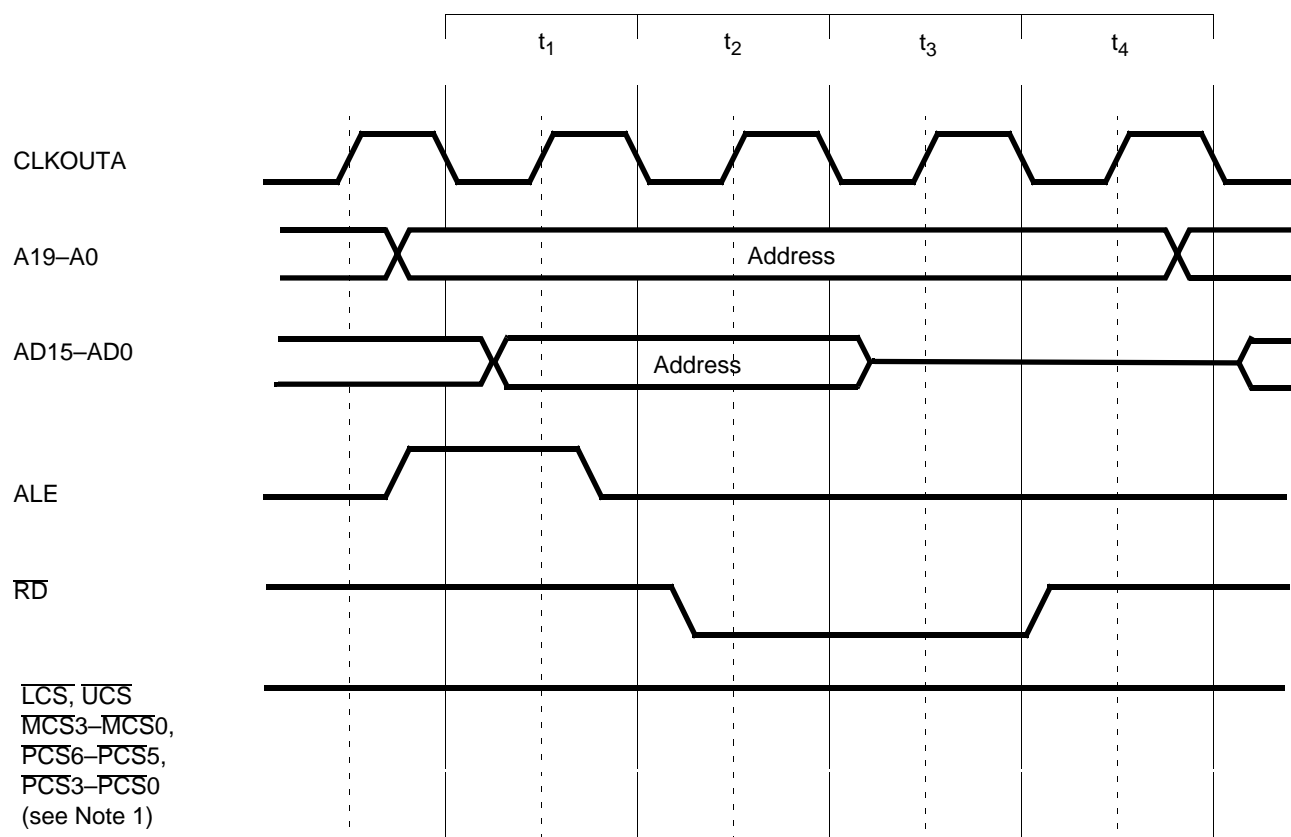 t1 t2 t3 t4
CLKOUTA
A19–A0
Address
AD15–AD0
Address
ALE
RD
LCS, UCS
MCS3–MCS0,
PCS6–PCS5,
PCS3–PCS0
(see Note 1)